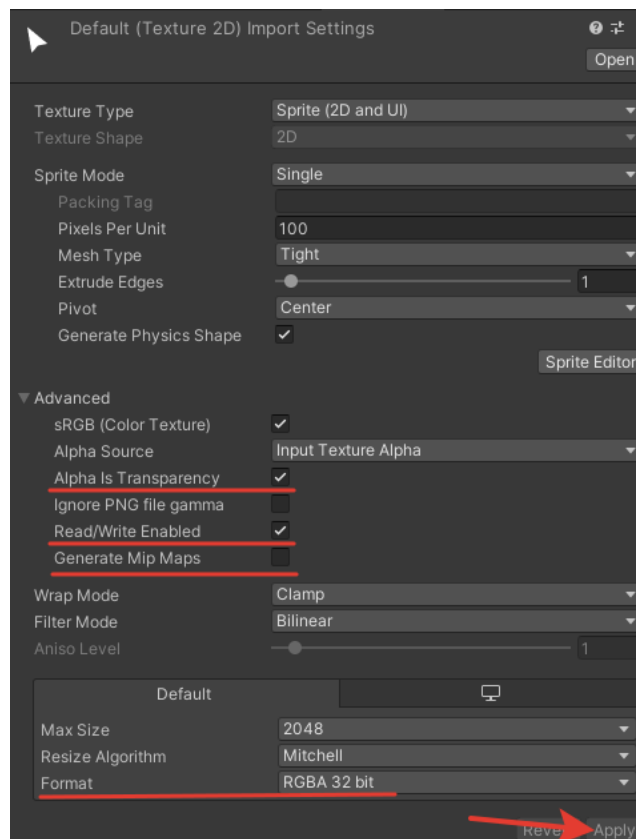 Default (Texture 2D) Import Settings
Open
Texture Type Sprite (2D and UI)
Texture Shape 2D
Sprite Mode Single
Packing Tag
Pixels Per Unit 100
Mesh Type Tight
Extrude Edges 1
Pivot Center
Generate Physics Shape
Sprite Editor
Advanced
sRGB (Color Texture)
Alpha Source Input Texture Alpha
Alpha Is Transparency
Ignore PNG file gamma
Read/Write Enabled
Generate Mip Maps
Wrap Mode Clamp
Filter Mode Bilinear
Aniso Level 1
Default
Max Size 2048
Resize Algorithm Mitchell
Format RGBA 32 bit
Apply